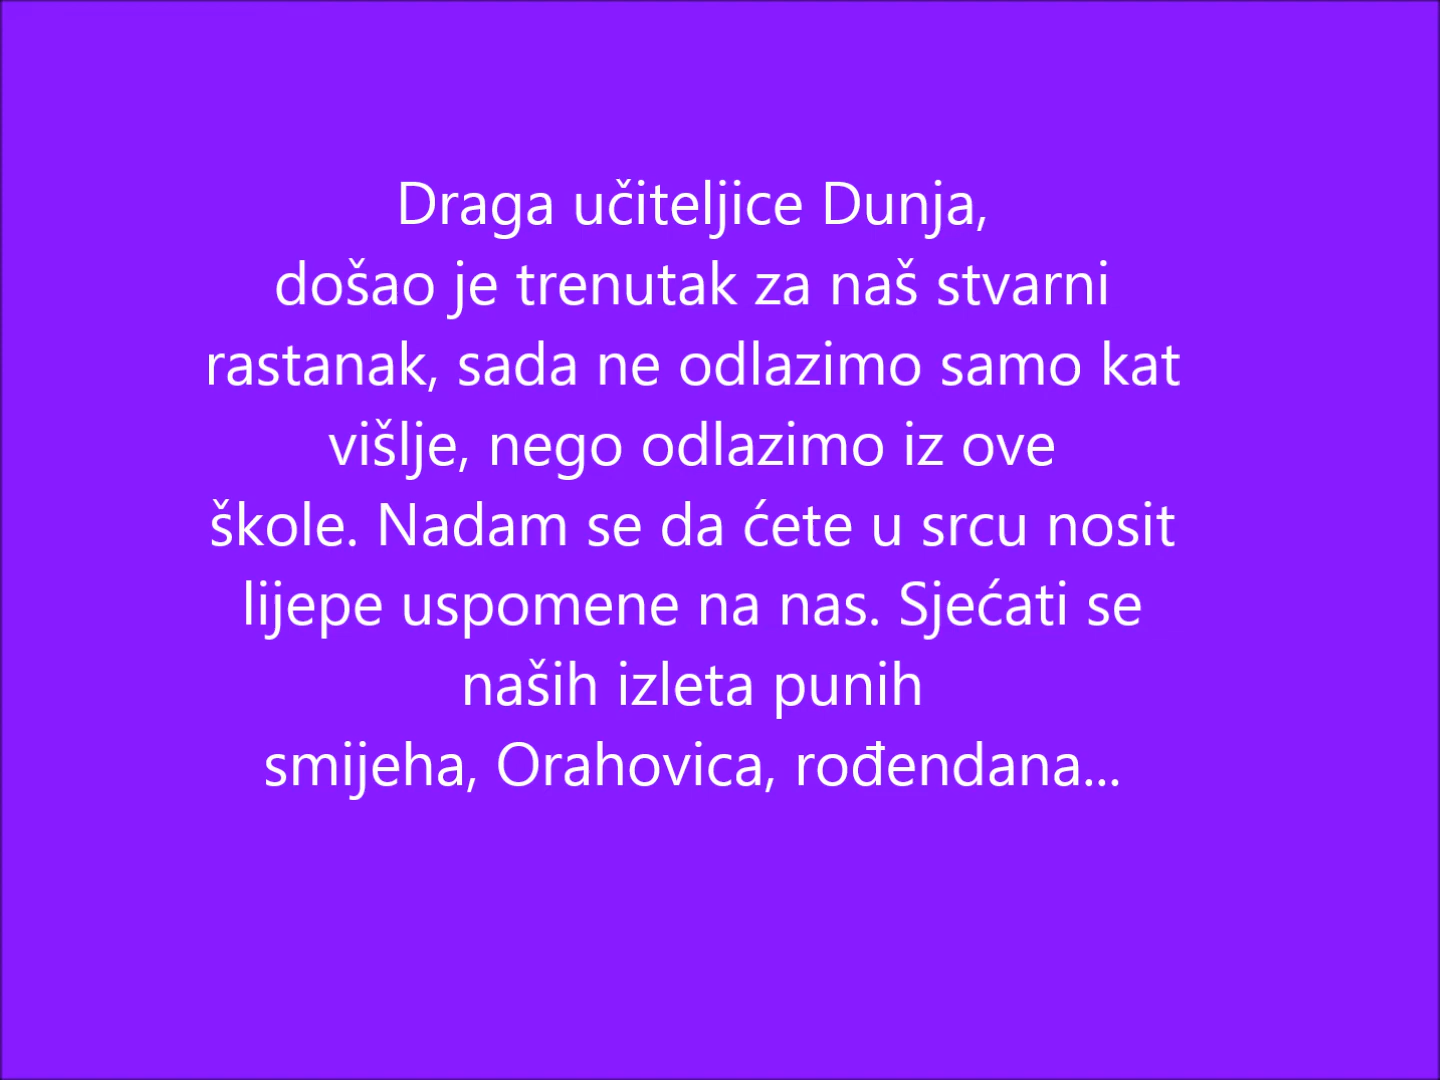 Draga učiteljice Dunja,
došao je trenutak za naš stvarni
rastanak, sada ne odlazimo samo kat
višlje, nego odlazimo iz ove
škole. Nadam se da ćete u srcu nosit
lijepe uspomene na nas. Sjećati se
naših izleta punih
smijeha, Orahovica, rođendana...